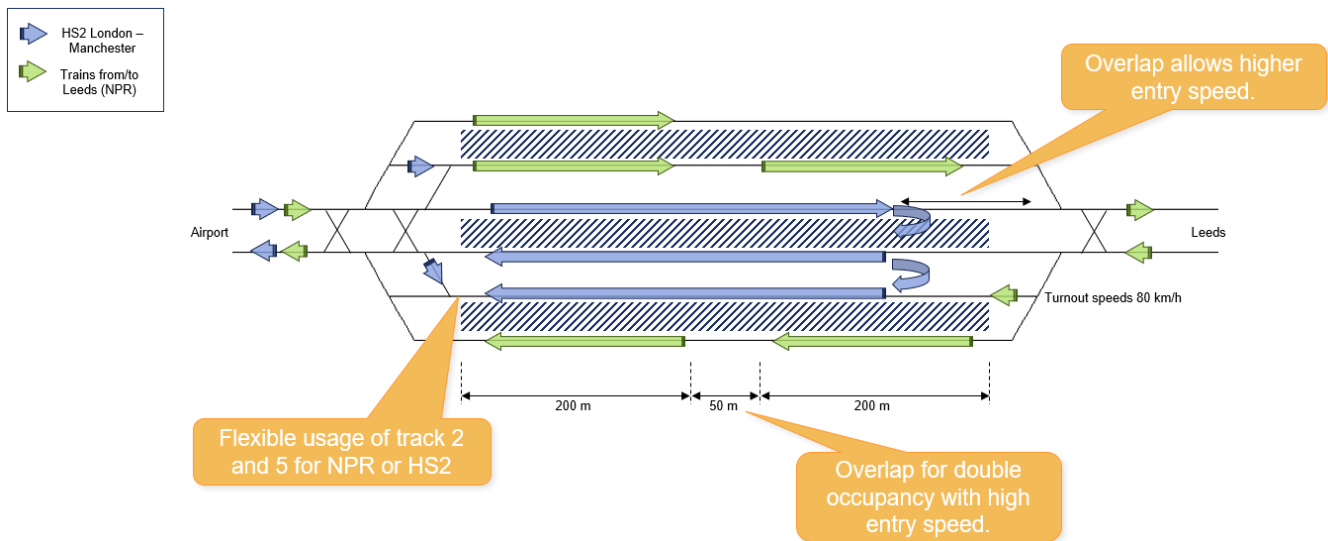 HS2 London –
Manchester
Trains from/to
Leeds (NPR)
Overlap allows higher
entry speed.
Airport
Leeds
Turnout speeds 80 km/h
200 m
50 m
200 m
Flexible usage of track 2
and 5 for NPR or HS2
Overlap for double
occupancy with high
entry speed.